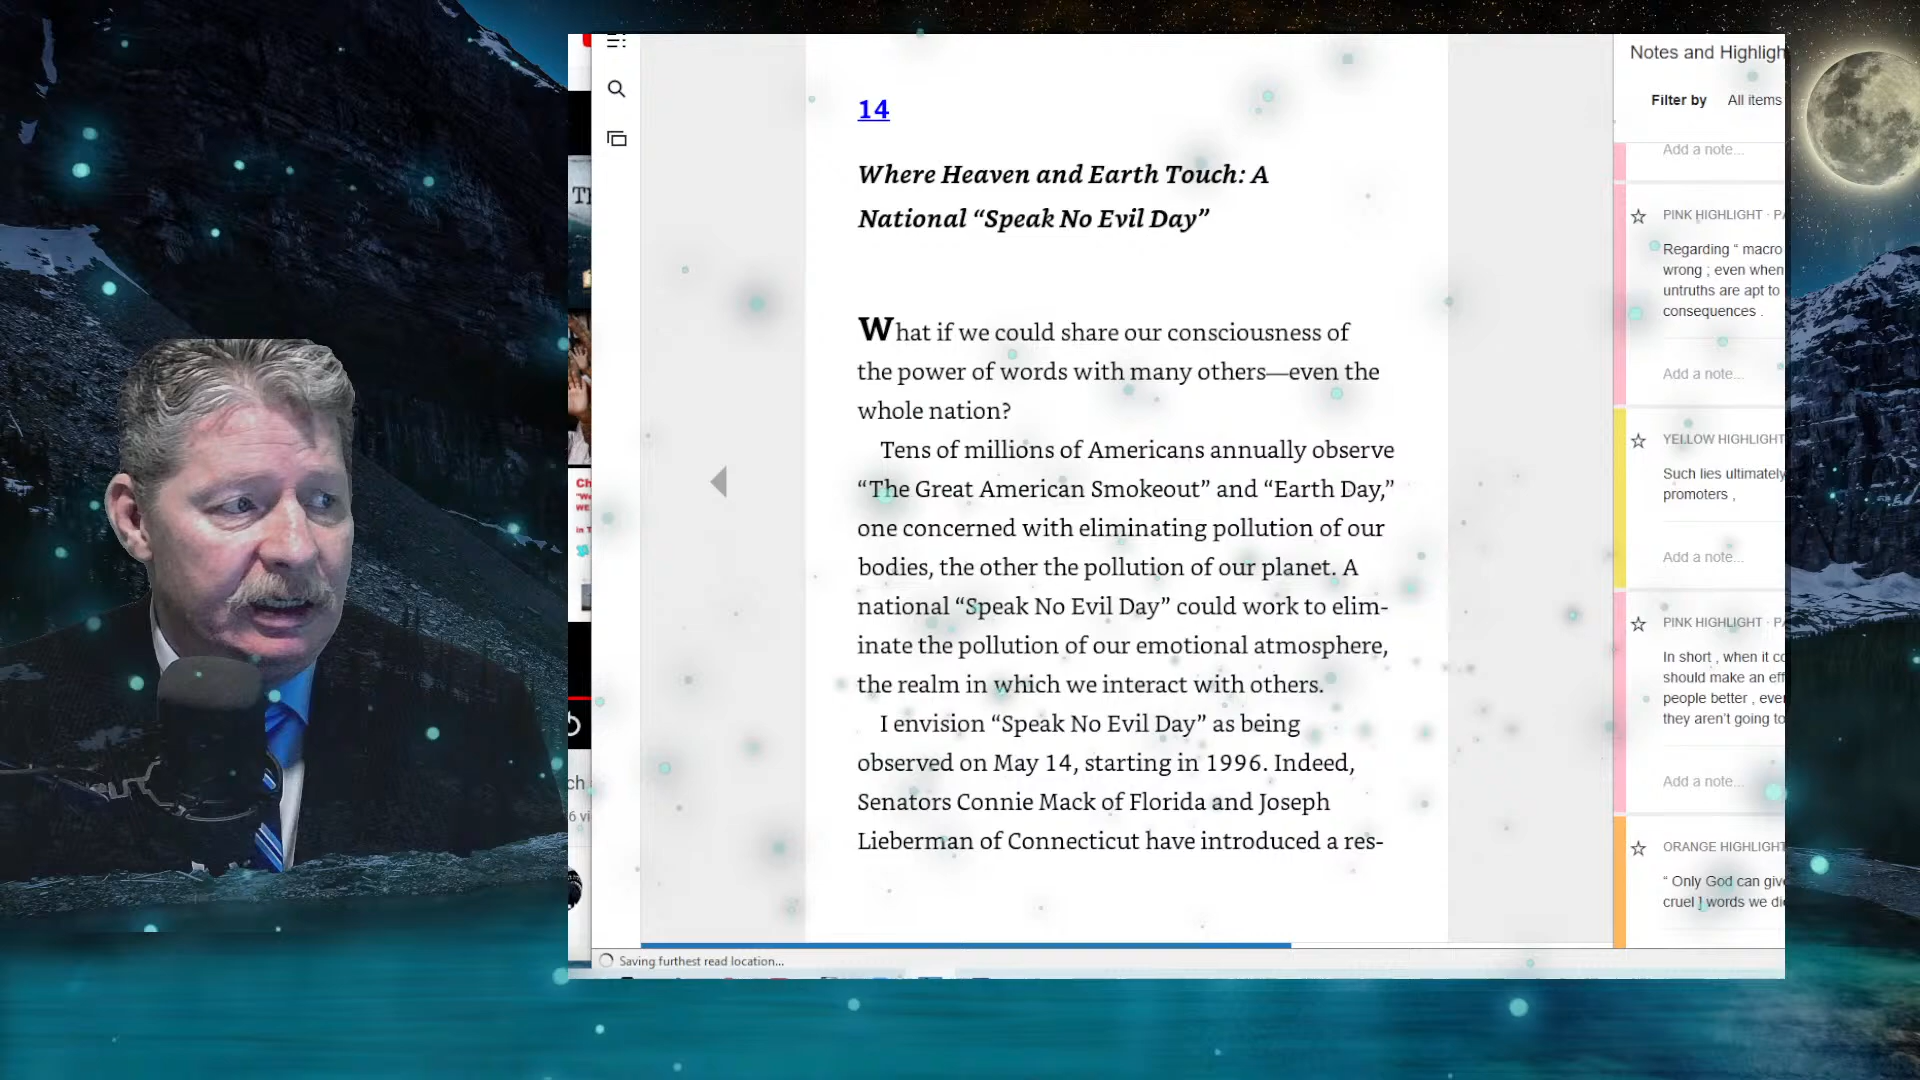 14
Where Heaven and Earth Touch: A
National “Speak No Evil Day”
What if we could share our consciousness of
the power of words with many others—even the
whole nation?
Tens of millions of Americans annually observe
“The Great American Smokeout” and “Earth Day,”
one concerned with eliminating pollution of our
bodies, the other the pollution of our planet. A
national “Speak No Evil Day” could work to elim-
inate the pollution of our emotional atmosphere,
the realm in which we interact with others.
I envision “Speak No Evil Day” as being
observed on May 14, starting in 1996. Indeed,
Senators Connie Mack of Florida and Joseph
Lieberman of Connecticut have introduced a res-
Saving furthest read location...
Notes and Highligh
Filter by All items
Add a note...
PINK HIGHLIGHT · PA
Regarding “ macro
wrong ; even when
untruths are apt to
consequences .
Add a note...
YELLOW HIGHLIGHT
Such lies ultimately
promoters ,
Add a note...
PINK HIGHLIGHT · PA
In short , when it co
should make an eff
people better , ever
they aren't going to
Add a note...
ORANGE HIGHLIGHT
“ Only God can give
cruel ] words we di